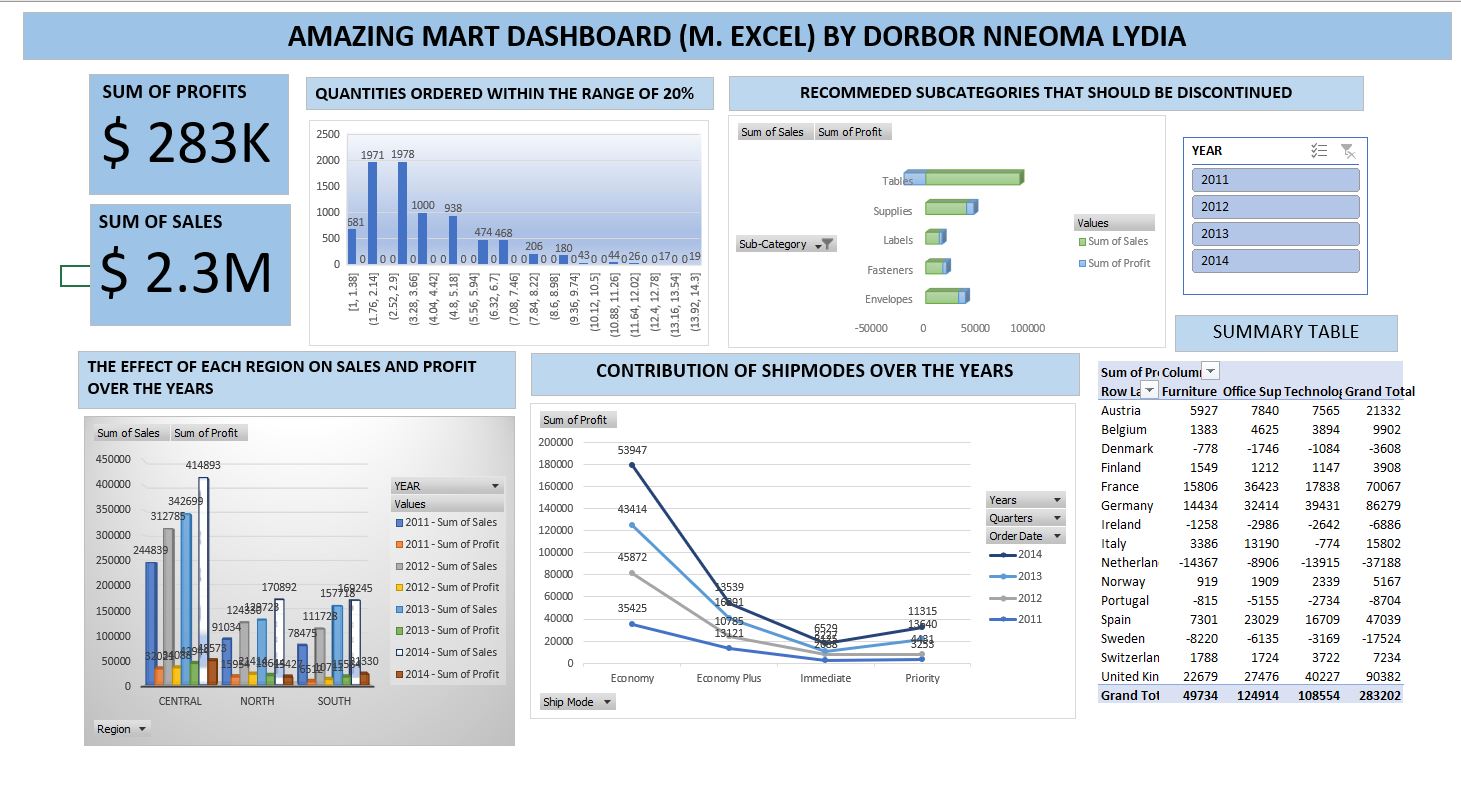 AMAZING MART DASHBOARD (M. EXCEL) BY DORBOR NNEOMA LYDIA
SUM OF PROFITS
$ 283K
SUM OF SALES
$ 2.3M
QUANTITIES ORDERED WITHIN THE RANGE OF 20%
2500
2000
1500
1000
500
0
681 1971 0 1978 0 1000 0 0 938 0 0 474 468 0 0 206 0 0 180 0 43 0 0 44 0 26 0 0 17 0 0 19
[1, 1.38]
(1.76, 2.14]
(2.52, 2.9]
(3.28, 3.66]
(4.04, 4.42]
(4.8, 5.18]
(5.56, 5.94]
(6.32, 6.7]
(7.08, 7.46]
(7.84, 8.22]
(8.6, 8.98]
(9.36, 9.74]
(10.12, 10.5]
(10.88, 11.26]
(11.64, 12.02]
(12.4, 12.78]
(13.16, 13.54]
(13.92, 14.3]
RECOMMEDED SUBCATEGORIES THAT SHOULD BE DISCONTINUED
Sum of Sales Sum of Profit
Sub-Category
Tables
Supplies
Labels
Fasteners
Envelopes
-50000 0 50000 100000
Values
Sum of Sales
Sum of Profit
YEAR
2011
2012
2013
2014
THE EFFECT OF EACH REGION ON SALES AND PROFIT
OVER THE YEARS
Sum of Sales Sum of Profit
450000
400000
350000
300000
250000
200000
150000
100000
50000
0
244839 312785 342699 414893
48573
91034 170892
78475 111728 157718 169245
CENTRAL NORTH SOUTH
Region
YEAR
Values
2011 - Sum of Sales
2011 - Sum of Profit
2012 - Sum of Sales
2012 - Sum of Profit
2013 - Sum of Sales
2013 - Sum of Profit
2014 - Sum of Sales
2014 - Sum of Profit
CONTRIBUTION OF SHIPMODES OVER THE YEARS
Sum of Profit
200000
180000
160000
140000
120000
100000
80000
60000
40000
20000
0
53947
43414
45872
35425
13539
10785
13121
6529
11315
13640
4481
3253
Economy Economy Plus Immediate Priority
Ship Mode
Years
Quarters
Order Date
2014
2013
2012
2011
SUMMARY TABLE
Sum of Pr Colum
Row La Furniture Office Sup Technolog Grand Total
Austria 5927 7840 7565 21332
Belgium 1383 4625 3894 9902
Denmark -778 -1746 -1084 -3608
Finland 1549 1212 1147 3908
France 15806 36423 17838 70067
Germany 14434 32414 39431 86279
Ireland -1258 -2986 -2642 -6886
Italy 3386 13190 -774 15802
Netherlan -14367 -8906 -13915 -37188
Norway 919 1909 2339 5167
Portugal -815 -5155 -2734 -8704
Spain 7301 23029 16709 47039
Sweden -8220 -6135 -3169 -17524
Switzerlan 1788 1724 3722 7234
United Kin 22679 27476 40227 90382
Grand Tot 49734 124914 108554 283202